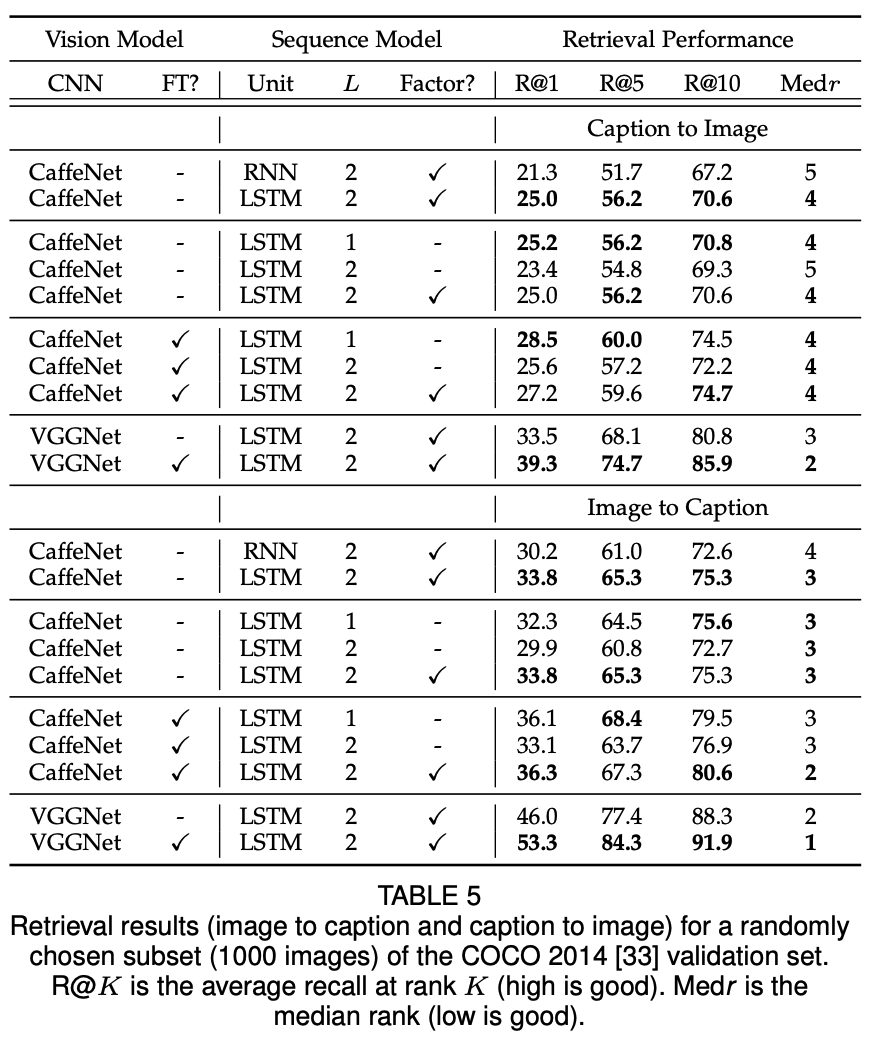 Vision Model Sequence Model Retrieval Performance
CNN FT? Unit L Factor? R@1 R@5 R@10 Medr
Caption to Image
CaffeNet - RNN 2 ✓ 21.3 51.7 67.2 5
CaffeNet - LSTM 2 ✓ 25.0 56.2 70.6 4
CaffeNet - LSTM 1 - 25.2 56.2 70.8 4
CaffeNet - LSTM 2 - 23.4 54.8 69.3 5
CaffeNet - LSTM 2 ✓ 25.0 56.2 70.6 4
CaffeNet ✓ LSTM 1 - 28.5 60.0 74.5 4
CaffeNet ✓ LSTM 2 - 25.6 57.2 72.2 4
CaffeNet ✓ LSTM 2 ✓ 27.2 59.6 74.7 4
VGGNet - LSTM 2 ✓ 33.5 68.1 80.8 3
VGGNet ✓ LSTM 2 ✓ 39.3 74.7 85.9 2
Image to Caption
CaffeNet - RNN 2 ✓ 30.2 61.0 72.6 4
CaffeNet - LSTM 2 ✓ 33.8 65.3 75.3 3
CaffeNet - LSTM 1 - 32.3 64.5 75.6 3
CaffeNet - LSTM 2 - 29.9 60.8 72.7 3
CaffeNet - LSTM 2 ✓ 33.8 65.3 75.3 3
CaffeNet ✓ LSTM 1 - 36.1 68.4 79.5 3
CaffeNet ✓ LSTM 2 - 33.1 63.7 76.9 3
CaffeNet ✓ LSTM 2 ✓ 36.3 67.3 80.6 2
VGGNet - LSTM 2 ✓ 46.0 77.4 88.3 2
VGGNet ✓ LSTM 2 ✓ 53.3 84.3 91.9 1
TABLE 5
Retrieval results (image to caption and caption to image) for a randomly
chosen subset (1000 images) of the COCO 2014 [33] validation set.
R@K is the average recall at rank K (high is good). Medr is the
median rank (low is good).